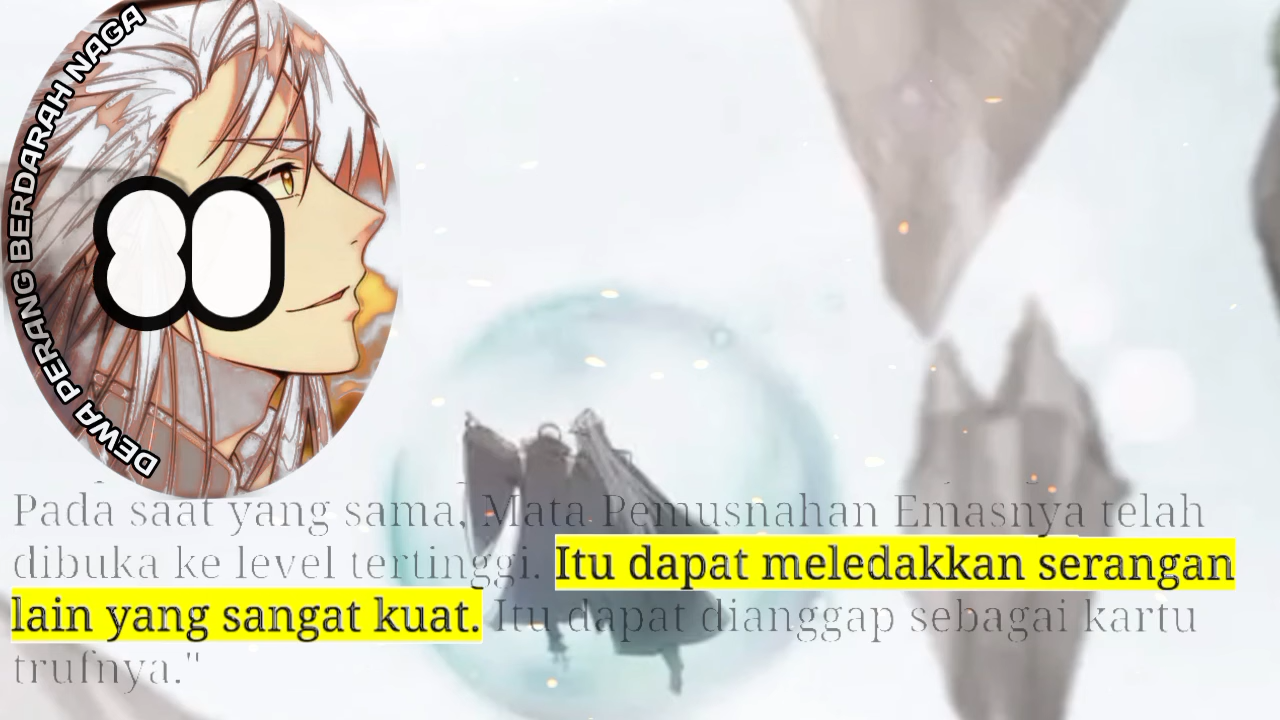 DEWA PERANG BERDARAH NAGA
80
Pada saat yang sama, Mata Pemusnahan Emasnya telah
dibuka ke level tertinggi. Itu dapat meledakkan serangan
lain yang sangat kuat. Itu dapat dianggap sebagai kartu
trufnya."